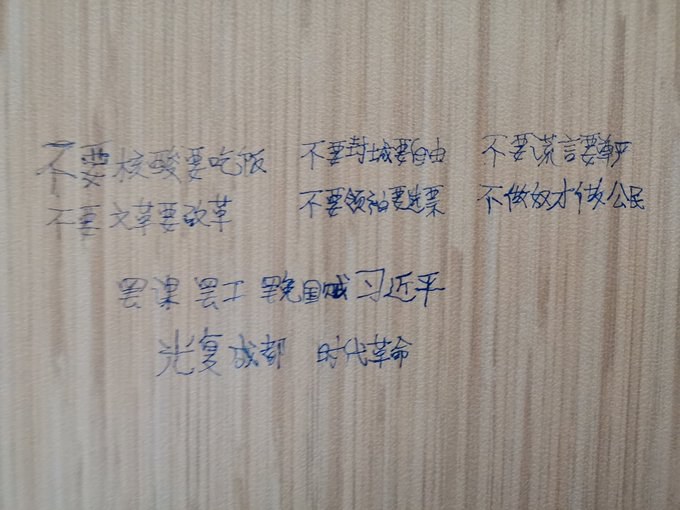 不要核酸要吃饭 不要封城要自由 不要谎言要尊严
不要文革要改革 不要领袖要选票 不做奴才做公民
罢课 罢工 罢免国贼习近平
光复成都 时代革命